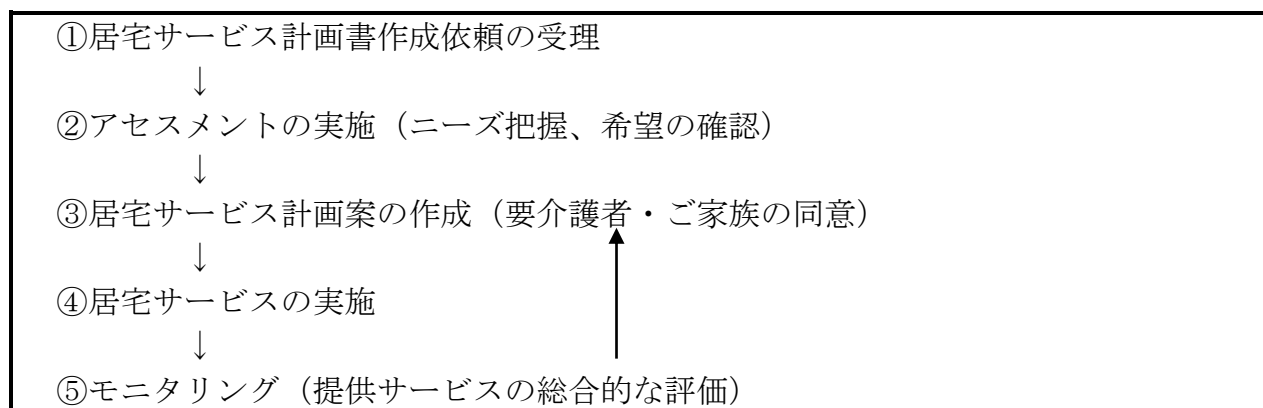 ①居宅サービス計画書作成依頼の受理
↓
②アセスメントの実施（ニーズ把握、希望の確認）
↓
③居宅サービス計画案の作成（要介護者・ご家族の同意）
↓
④居宅サービスの実施
↓
⑤モニタリング（提供サービスの総合的な評価）